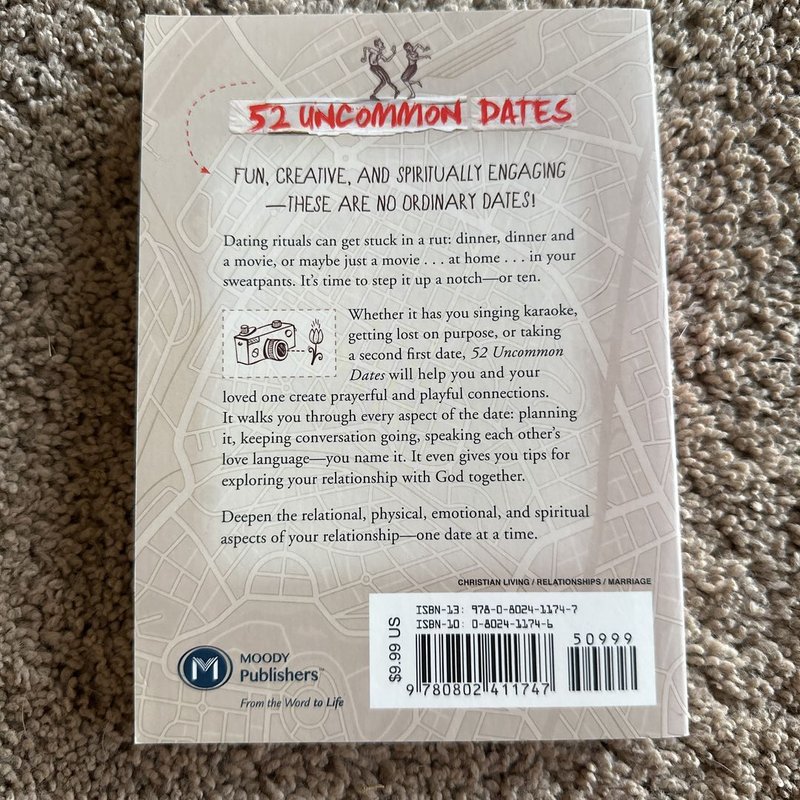 52 UNCOMMON DATES
FUN, CREATIVE, AND SPIRITUALLY ENGAGING
—THESE ARE NO ORDINARY DATES!
Dating rituals can get stuck in a rut: dinner, dinner and
a movie, or maybe just a movie . . . at home . . . in your
sweatpants. It's time to step it up a notch—or ten.
Whether it has you singing karaoke,
getting lost on purpose, or taking
a second first date, 52 Uncommon
Dates will help you and your
loved one create prayerful and playful connections.
It walks you through every aspect of the date: planning
it, keeping conversation going, speaking each other's
love language—you name it. It even gives you tips for
exploring your relationship with God together.
Deepen the relational, physical, emotional, and spiritual
aspects of your relationship—one date at a time.
CHRISTIAN LIVING / RELATIONSHIPS / MARRIAGE
ISBN-13: 978-0-8024-1174-7
ISBN-10: 0-8024-1174-6
50999
$9.99 US
9 780802 411747
M
MOODY
Publishers™
From the Word to Life